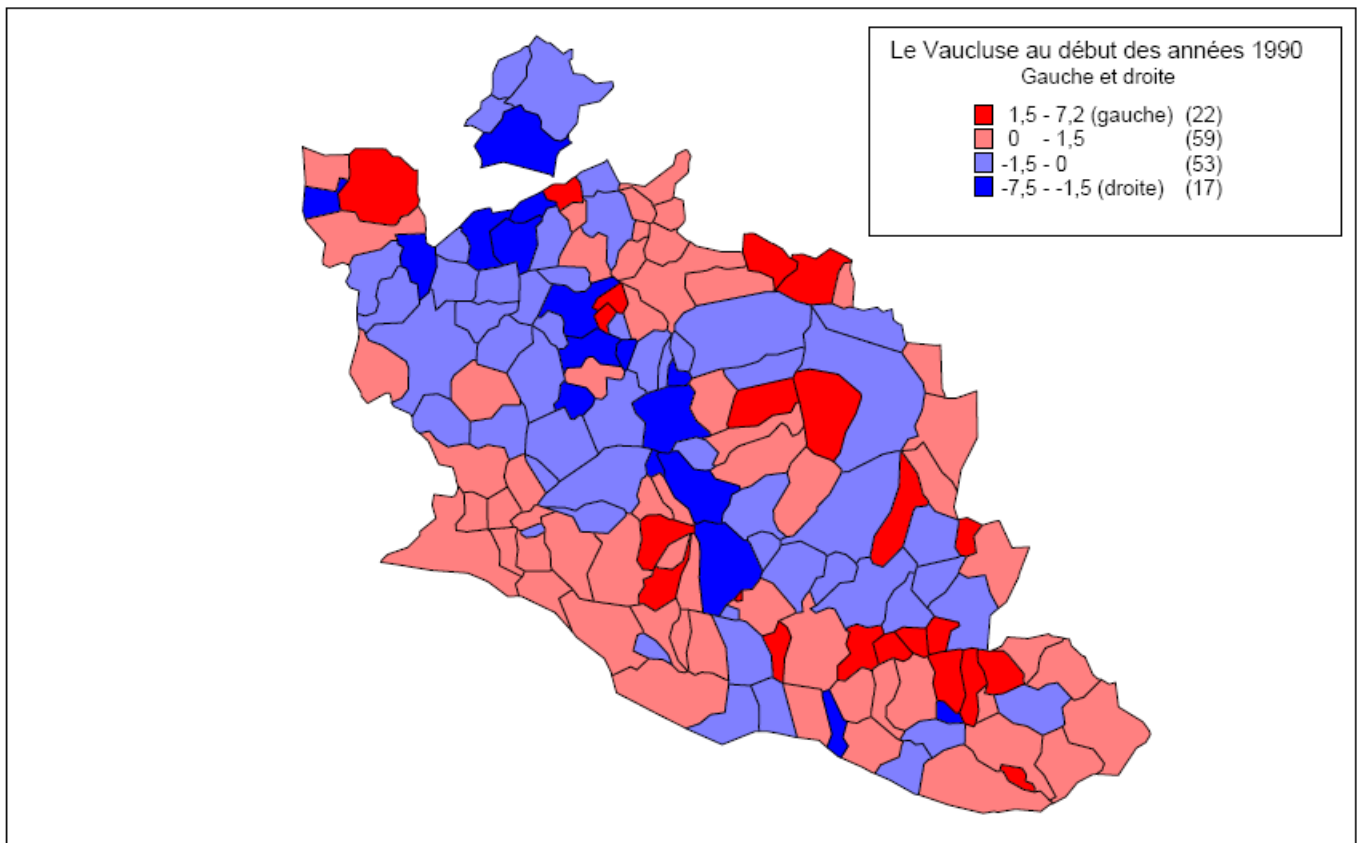 Le Vaucluse au début des années 1990
Gauche et droite
1,5 - 7,2 (gauche) (22)
0 - 1,5 (59)
-1,5 - 0 (53)
-7,5 - -1,5 (droite) (17)